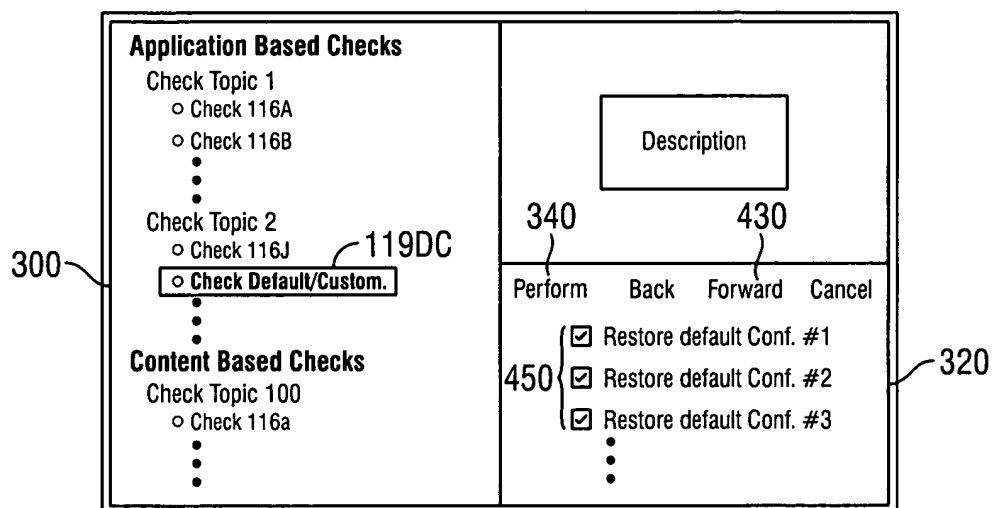 Application Based Checks
Check Topic 1
Check 116A
Check 116B
Check Topic 2
Check 116J
119DC
300
Check Default/Custom.
Content Based Checks
Check Topic 100
Check 116a
Description
340
430
Perform Back Forward Cancel
Restore default Conf. #1
450
Restore default Conf. #2
320
Restore default Conf. #3